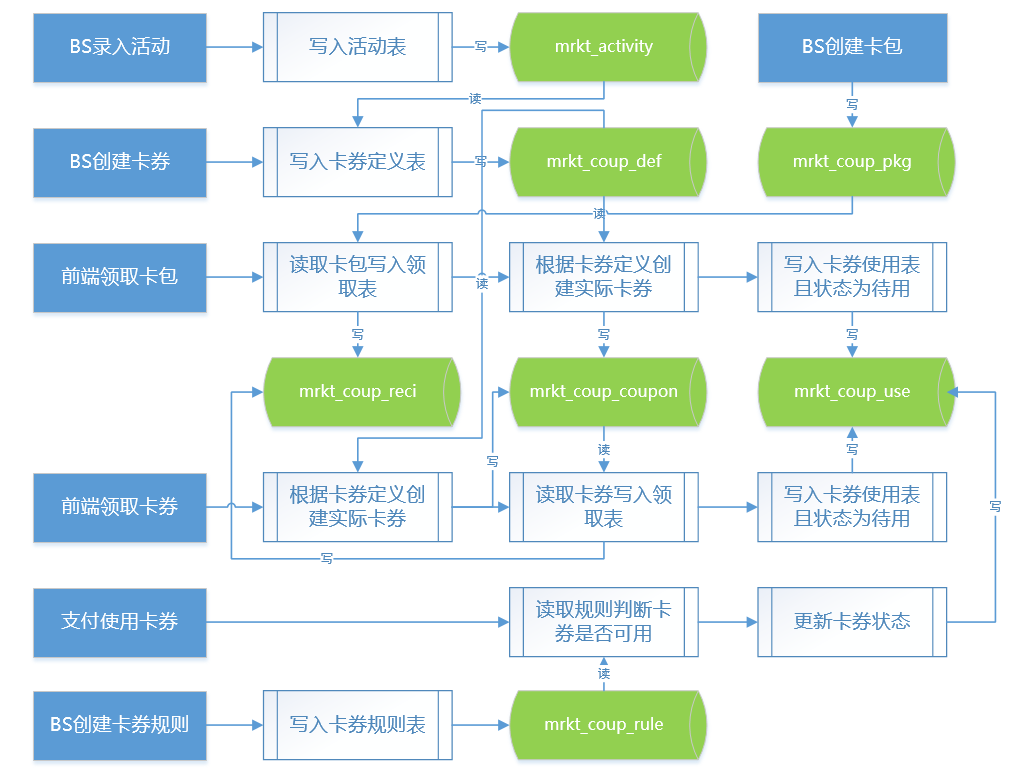 BS录入活动
写入活动表
写
mrkt_activity
BS创建卡包
读
写
BS创建卡券
写入卡券定义表
写
mrkt_coup_def
mrkt_coup_pkg
读
前端领取卡包
读取卡包写入领
取表
读
根据卡券定义创
建实际卡券
写入卡券使用表
且状态为待用
写
写
写
mrkt_coup_reci
mrkt_coup_coupon
mrkt_coup_use
写
读
写
前端领取卡券
根据卡券定义创
建实际卡券
读取卡券写入领
取表
写入卡券使用表
且状态为待用
写
写
支付使用卡券
读取规则判断卡
券是否可用
更新卡券状态
读
BS创建卡券规则
写入卡券规则表
mrkt_coup_rule